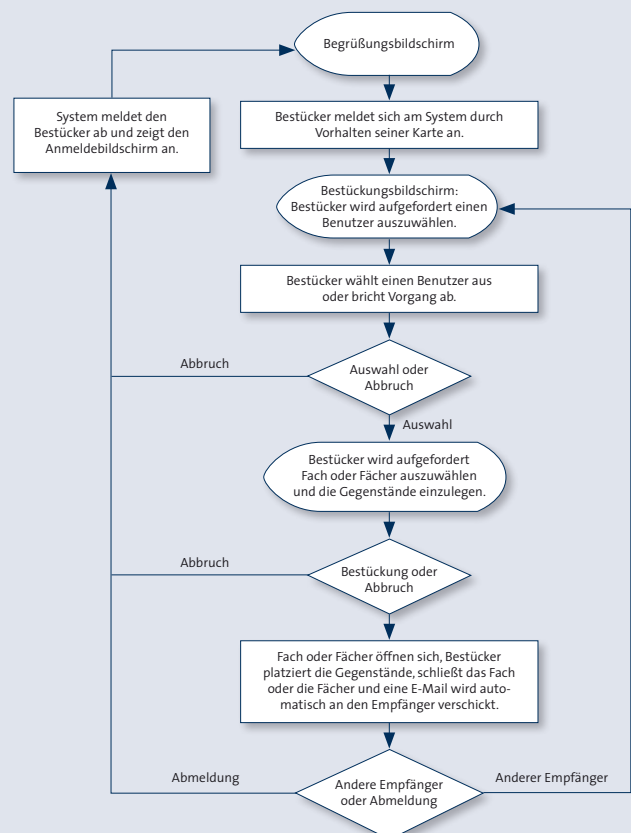 Begrüßungsbildschirm
System meldet den
Bestücker ab und zeigt den
Anmeldebildschirm an.
Bestücker meldet sich am System durch
Vorhalten seiner Karte an.
Bestückungsbildschirm:
Bestücker wird aufgefordert einen
Benutzer auszuwählen.
Bestücker wählt einen Benutzer aus
oder bricht Vorgang ab.
Abbruch
Auswahl oder
Abbruch
Auswahl
Bestücker wird aufgefordert
Fach oder Fächer auszuwählen
und die Gegenstände einzulegen.
Abbruch
Bestückung oder
Abbruch
Fach oder Fächer öffnen sich, Bestücker
platziert die Gegenstände, schließt das Fach
oder die Fächer und eine E-Mail wird auto-
matisch an den Empfänger verschickt.
Abmeldung
Andere Empfänger
oder Abmeldung
Anderer Empfänger